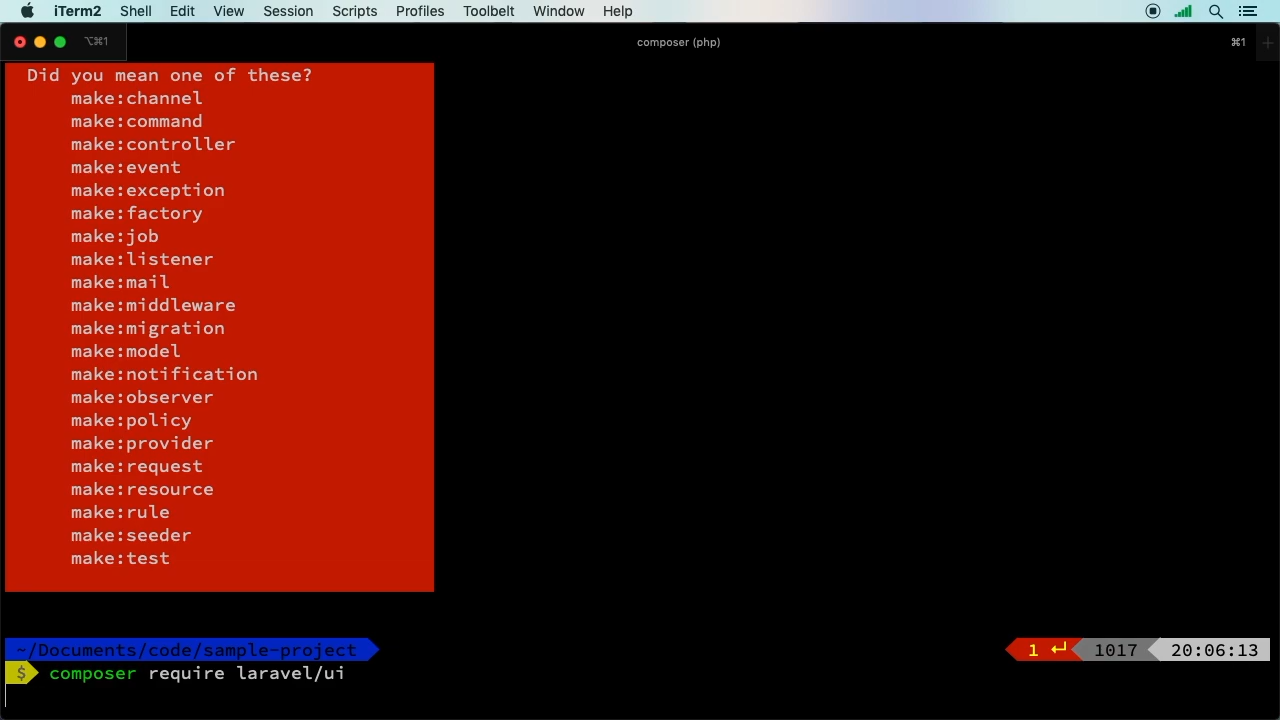 iTerm2 Shell Edit View Session Scripts Profiles Toolbelt Window Help
⌥⌘1 composer (php) ⌘1
Did you mean one of these?
make:channel
make:command
make:controller
make:event
make:exception
make:factory
make:job
make:listener
make:mail
make:middleware
make:migration
make:model
make:notification
make:observer
make:policy
make:provider
make:request
make:resource
make:rule
make:seeder
make:test
~/Documents/code/sample-project 1 ↵ 1017 20:06:13
$ composer require laravel/ui